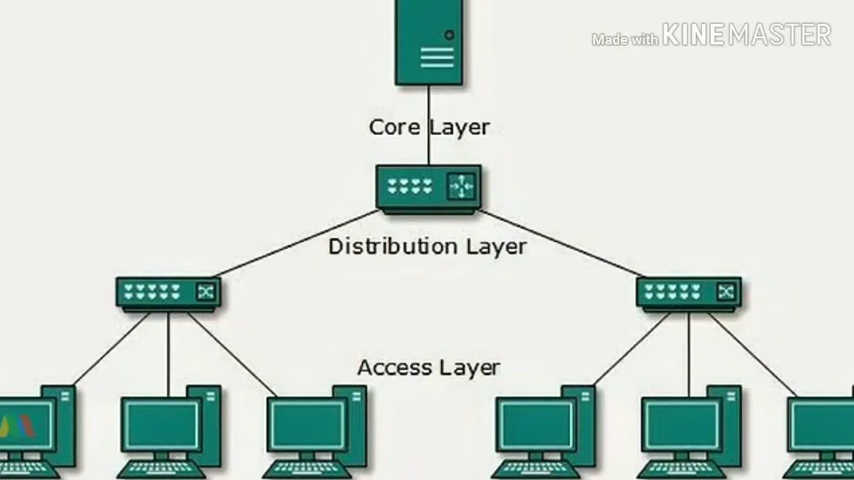 Made with KINEMASTER
Core Layer
Distribution Layer
Access Layer